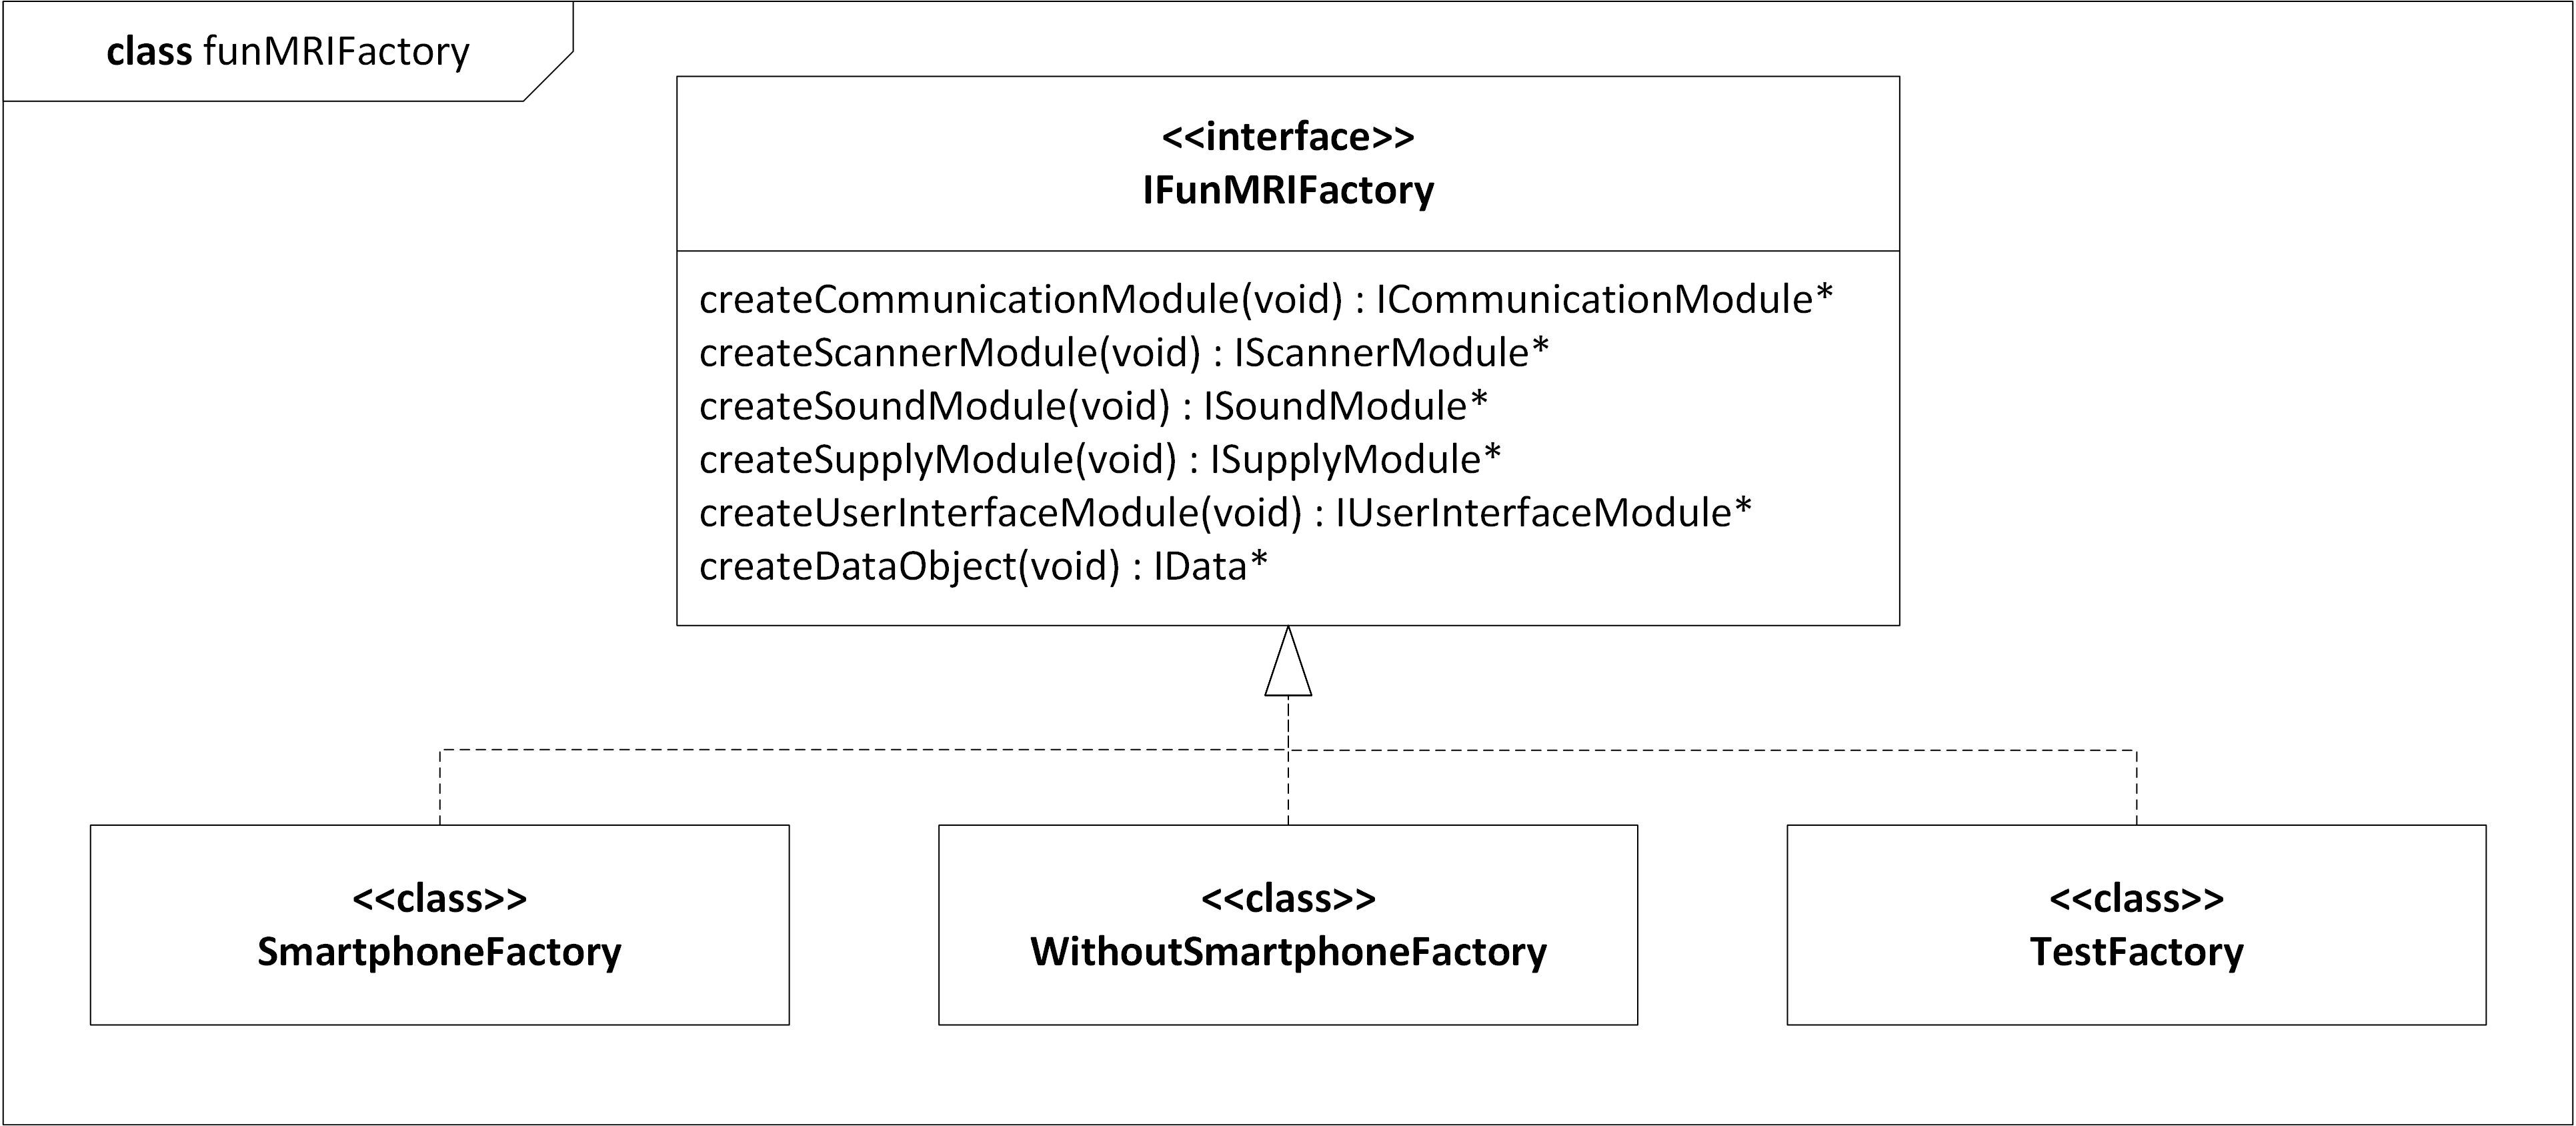 class funMRIFactory
<<interface>>
IFunMRIFactory
createCommunicationModule(void) : ICommunicationModule*
createScannerModule(void) : IScannerModule*
createSoundModule(void) : ISoundModule*
createSupplyModule(void) : ISupplyModule*
createUserInterfaceModule(void) : IUserInterfaceModule*
createDataObject(void) : IData*
<<class>>
SmartphoneFactory
<<class>>
WithoutSmartphoneFactory
<<class>>
TestFactory